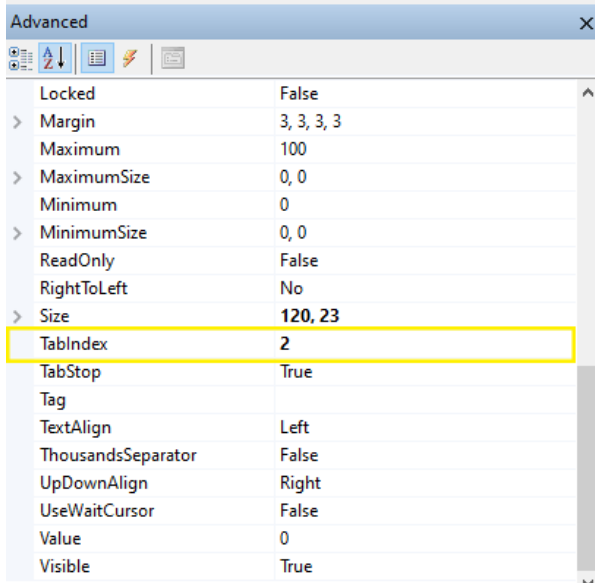 Advanced
Locked False
Margin 3, 3, 3, 3
Maximum 100
MaximumSize 0, 0
Minimum 0
MinimumSize 0, 0
ReadOnly False
RightToLeft No
Size 120, 23
TabIndex 2
TabStop True
Tag
TextAlign Left
ThousandsSeparator False
UpDownAlign Right
UseWaitCursor False
Value 0
Visible True